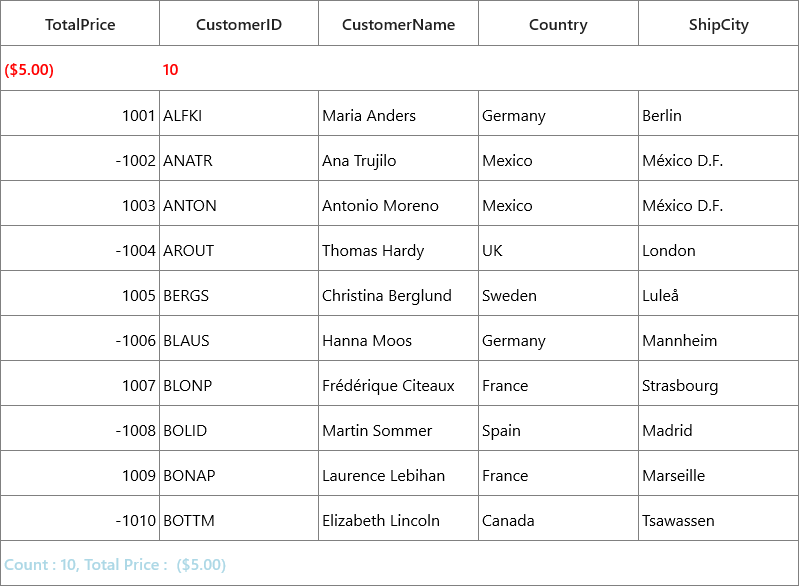 TotalPrice CustomerID CustomerName Country ShipCity
($5.00) 10
1001 ALFKI Maria Anders Germany Berlin
-1002 ANATR Ana Trujilo Mexico México D.F.
1003 ANTON Antonio Moreno Mexico México D.F.
-1004 AROUT Thomas Hardy UK London
1005 BERGS Christina Berglund Sweden Luleå
-1006 BLAUS Hanna Moos Germany Mannheim
1007 BLONP Frédérique Citeaux France Strasbourg
-1008 BOLID Martin Sommer Spain Madrid
1009 BONAP Laurence Lebihan France Marseille
-1010 BOTTM Elizabeth Lincoln Canada Tsawassen
Count : 10, Total Price :  ($5.00)